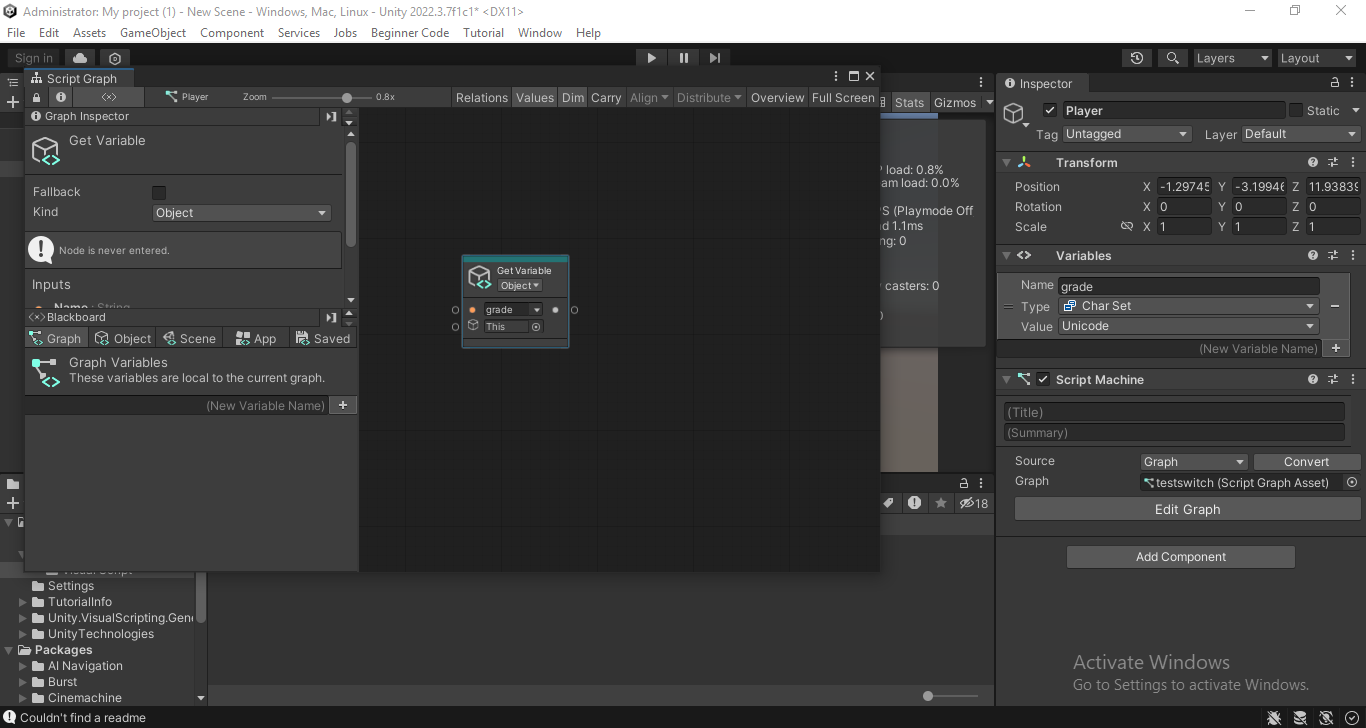 Administrator: My project (1) - New Scene - Windows, Mac, Linux - Unity 2022.3.7f1c1* <DX11>
File Edit Assets GameObject Component Services Jobs Beginner Code Tutorial Window Help
Sign in
Layers
Layout
Script Graph
Player
Zoom
0.8x
Relations Values Dim Carry Align Distribute Overview Full Screen
Graph Inspector
Get Variable
Fallback
Kind
Object
Node is never entered.
Inputs
Name: String
Blackboard
Graph Object Scene App Saved
Graph Variables
These variables are local to the current graph.
(New Variable Name)
Get Variable
Object
grade
This
Stats Gizmos
load: 0.8%
am load: 0.0%
(Playmode Off
1.1ms
ng: 0
casters: 0
18
Settings
TutorialInfo
Unity.VisualScripting.Gen
UnityTechnologies
Packages
AI Navigation
Burst
Cinemachine
Couldn't find a readme
Inspector
Player
Static
Tag Untagged
Layer Default
Transform
Position X -1.29745 Y -3.1994 Z 11.93839
Rotation X 0 Y 0 Z 0
Scale X 1 Y 1 Z 1
Variables
Name grade
Type Char Set
Value Unicode
(New Variable Name)
Script Machine
(Title)
(Summary)
Source Graph Convert
Graph testswitch (Script Graph Asset)
Edit Graph
Add Component
Activate Windows
Go to Settings to activate Windows.